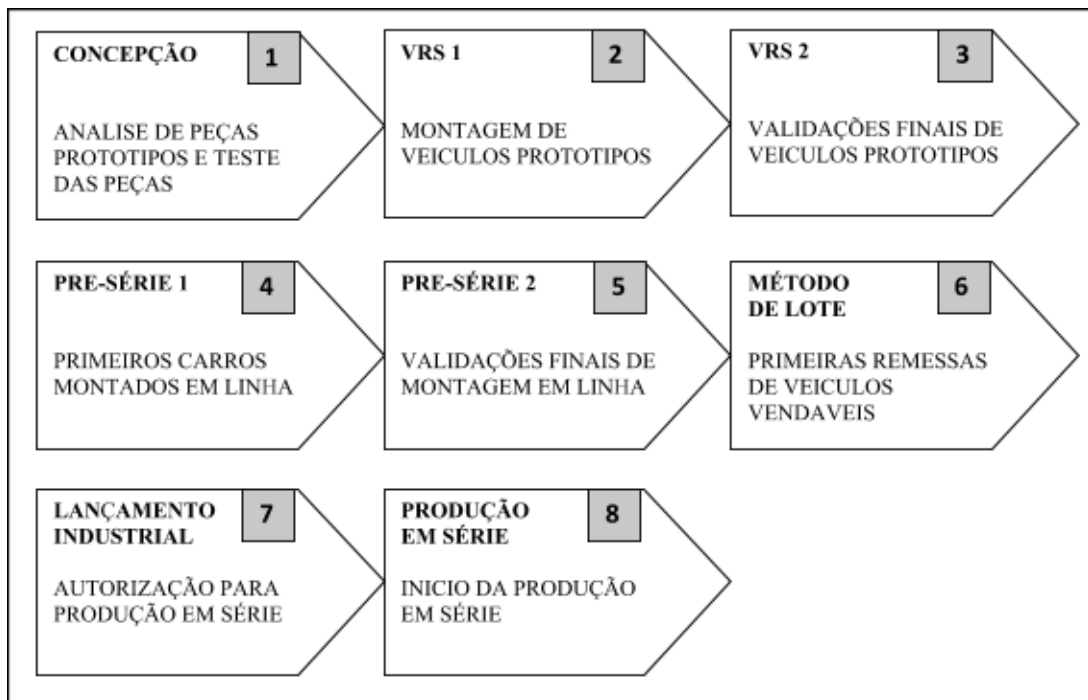 CONCEPÇÃO
1
ANALISE DE PEÇAS
PROTOTIPOS E TESTE
DAS PEÇAS
VRS 1
2
MONTAGEM DE
VEICULOS PROTOTIPOS
VRS 2
3
VALIDAÇÕES FINAIS DE
VEICULOS PROTOTIPOS
PRE-SÉRIE 1
4
PRIMEIROS CARROS
MONTADOS EM LINHA
PRE-SÉRIE 2
5
VALIDAÇÕES FINAIS DE
MONTAGEM EM LINHA
MÉTODO
DE LOTE
6
PRIMEIRAS REMESSAS
DE VEICULOS
VENDAVEIS
LANÇAMENTO
INDUSTRIAL
7
AUTORIZAÇÃO PARA
PRODUÇÃO EM SÉRIE
PRODUÇÃO
EM SÉRIE
8
INICIO DA PRODUÇÃO
EM SÉRIE